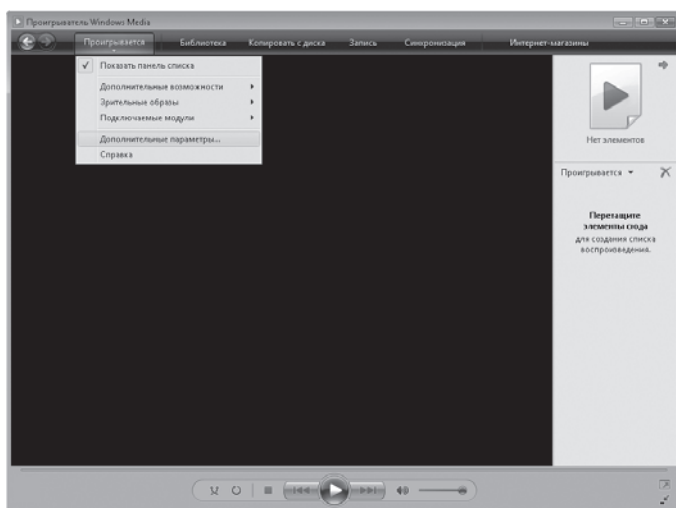 Проигрыватель Windows Media
Проигрывается Библиотека Копировать с диска Запись Синхронизация Интернет-магазины
Показать панель списка
Дополнительные возможности
Зрительные образы
Подключаемые модули
Дополнительные параметры...
Справка
Нет элементов
Проигрывается
Перетащите
элементы сюда
для создания списка
воспроизведения.